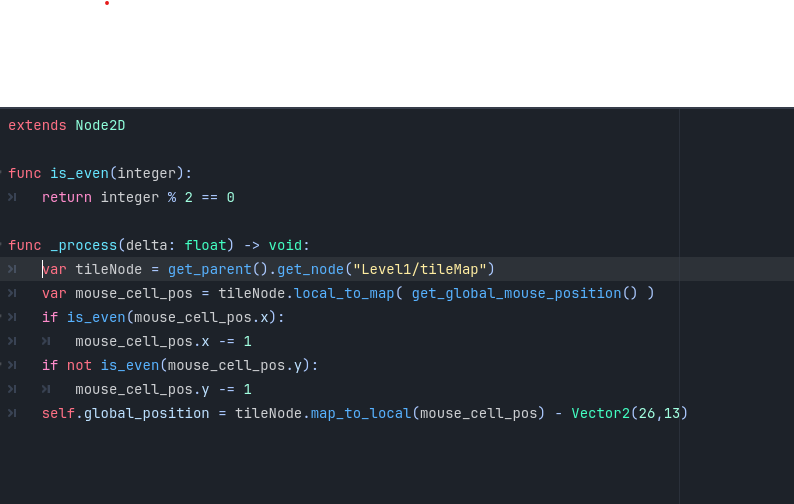 extends Node2D
func is_even(integer):
return integer % 2 == 0
func _process(delta: float) -> void:
var tileNode = get_parent().get_node("Level1/tileMap")
var mouse_cell_pos = tileNode.local_to_map( get_global_mouse_position() )
if is_even(mouse_cell_pos.x):
mouse_cell_pos.x -= 1
if not is_even(mouse_cell_pos.y):
mouse_cell_pos.y -= 1
self.global_position = tileNode.map_to_local(mouse_cell_pos) - Vector2(26,13)